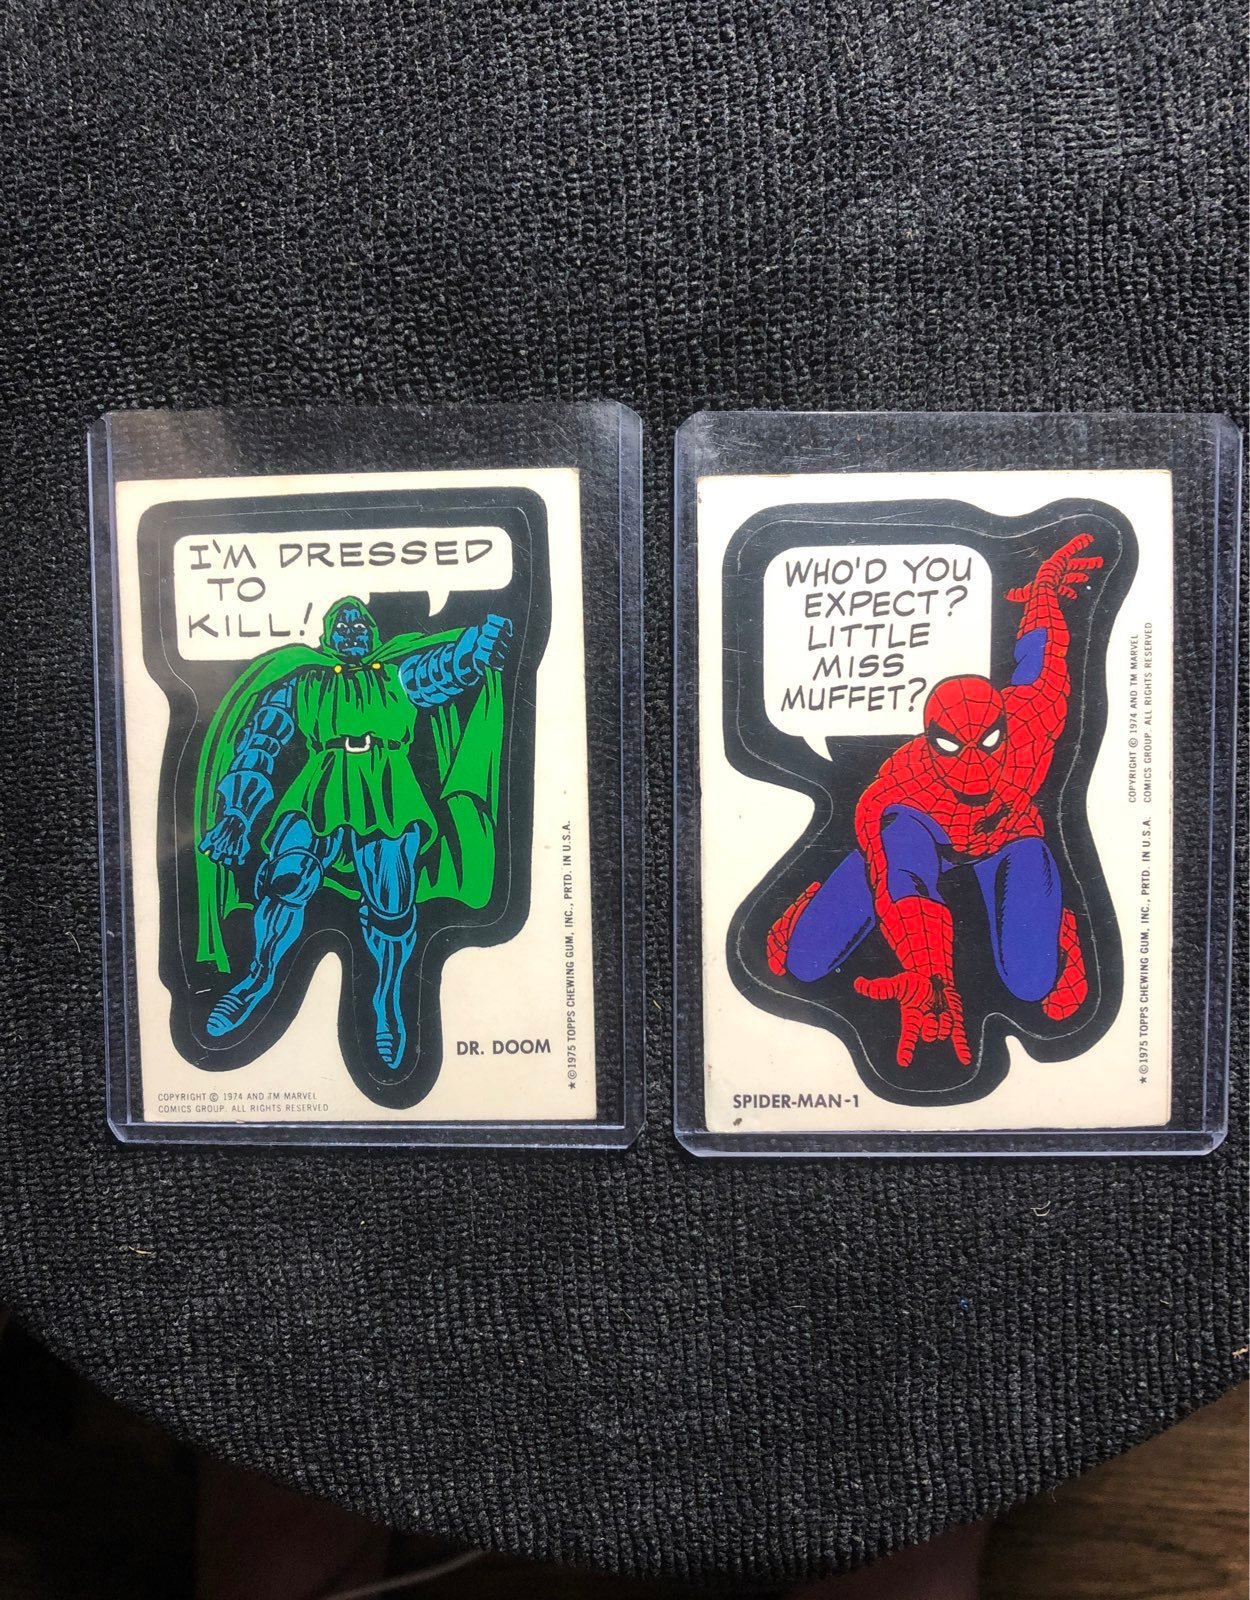 I'M DRESSED
TO
KILL!
DR. DOOM
COPYRIGHT © 1974 AND TM MARVEL
COMICS GROUP. ALL RIGHTS RESERVED
★ © 1975 TOPPS CHEWING GUM, INC., PRTD. IN U.S.A.
WHO'D YOU
EXPECT?
LITTLE
MISS
MUFFET?
SPIDER-MAN-1
COPYRIGHT © 1974 AND TM MARVEL
COMICS GROUP. ALL RIGHTS RESERVED
★ © 1975 TOPPS CHEWING GUM, INC., PRTD. IN U.S.A.